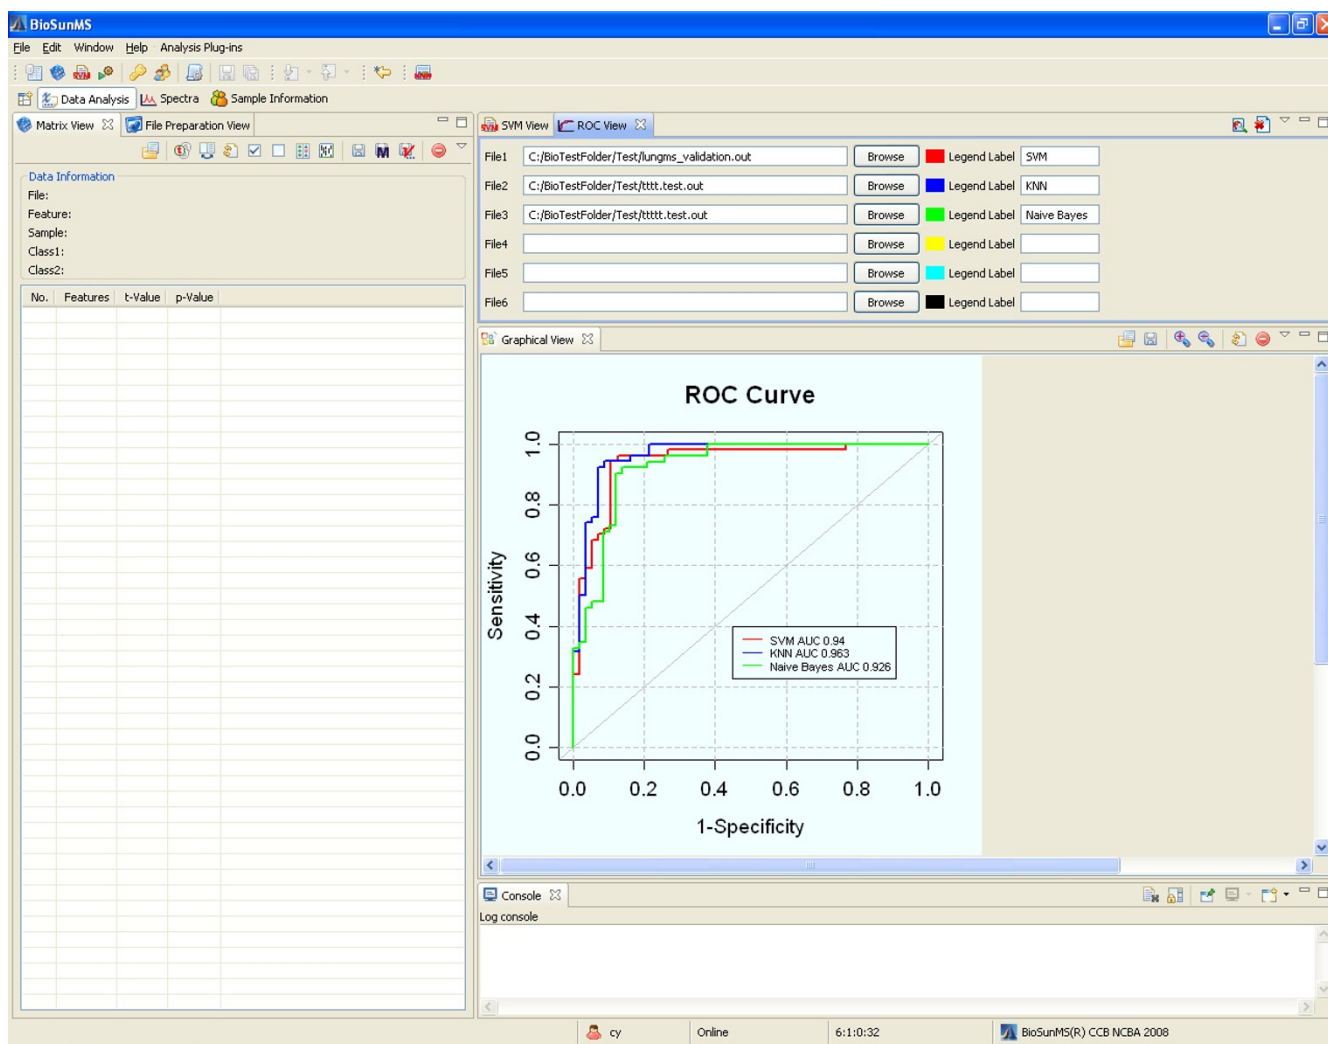 BioSunMS
File Edit Window Help Analysis Plug-ins
Data Analysis Spectra Sample Information
Matrix View File Preparation View
Data Information
File:
Feature:
Sample:
Class1:
Class2:
No. Features t-Value p-Value
SVM View ROC View
File1 C:/BioTestFolder/Test/lungms_validation.out Browse Legend Label SVM
File2 C:/BioTestFolder/Test/tttt.test.out Browse Legend Label KNN
File3 C:/BioTestFolder/Test/ttttt.test.out Browse Legend Label Naive Bayes
File4 Browse Legend Label
File5 Browse Legend Label
File6 Browse Legend Label
Graphical View
ROC Curve
Sensitivity
1.0
0.8
0.6
0.4
0.2
0.0
SVM AUC 0.94
KNN AUC 0.963
Naive Bayes AUC 0.926
0.0 0.2 0.4 0.6 0.8 1.0
1-Specificity
Console
Log console
cy Online 6:1:0:32 BioSunMS(R) CCB NCBA 2008